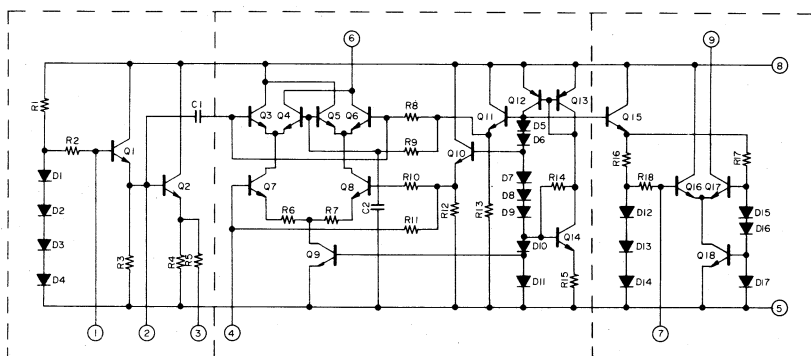 6
9
8
R1
C1
Q3
Q4
Q5
Q6
R8
Q11
Q12
Q13
Q15
D5
D6
R2
Q1
R9
Q10
R16
R17
D1
Q2
Q7
Q8
R10
D7
R14
R18
Q16
Q17
D2
R6
R7
C2
R12
R13
D8
D9
D12
D15
D16
R11
D3
Q9
D10
Q14
D13
Q18
R3
R4
R5
D4
D11
R15
D14
D17
5
1
2
3
4
7